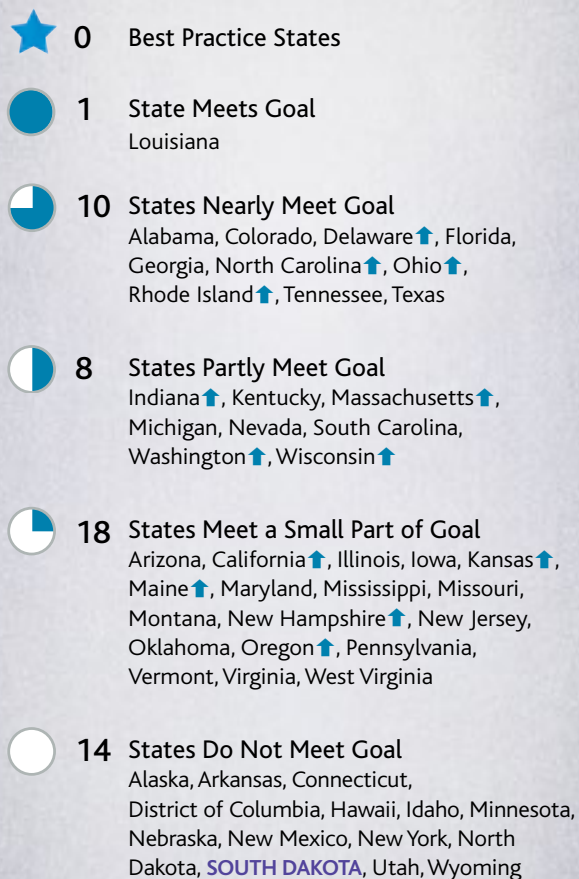 0 Best Practice States
1 State Meets Goal
Louisiana
10 States Nearly Meet Goal
Alabama, Colorado, Delaware⬆, Florida,
Georgia, North Carolina⬆, Ohio⬆,
Rhode Island⬆, Tennessee, Texas
8 States Partly Meet Goal
Indiana⬆, Kentucky, Massachusetts⬆,
Michigan, Nevada, South Carolina,
Washington⬆, Wisconsin⬆
18 States Meet a Small Part of Goal
Arizona, California⬆, Illinois, Iowa, Kansas⬆,
Maine⬆, Maryland, Mississippi, Missouri,
Montana, New Hampshire⬆, New Jersey,
Oklahoma, Oregon⬆, Pennsylvania,
Vermont, Virginia, West Virginia
14 States Do Not Meet Goal
Alaska, Arkansas, Connecticut,
District of Columbia, Hawaii, Idaho, Minnesota,
Nebraska, New Mexico, New York, North
Dakota, SOUTH DAKOTA, Utah, Wyoming